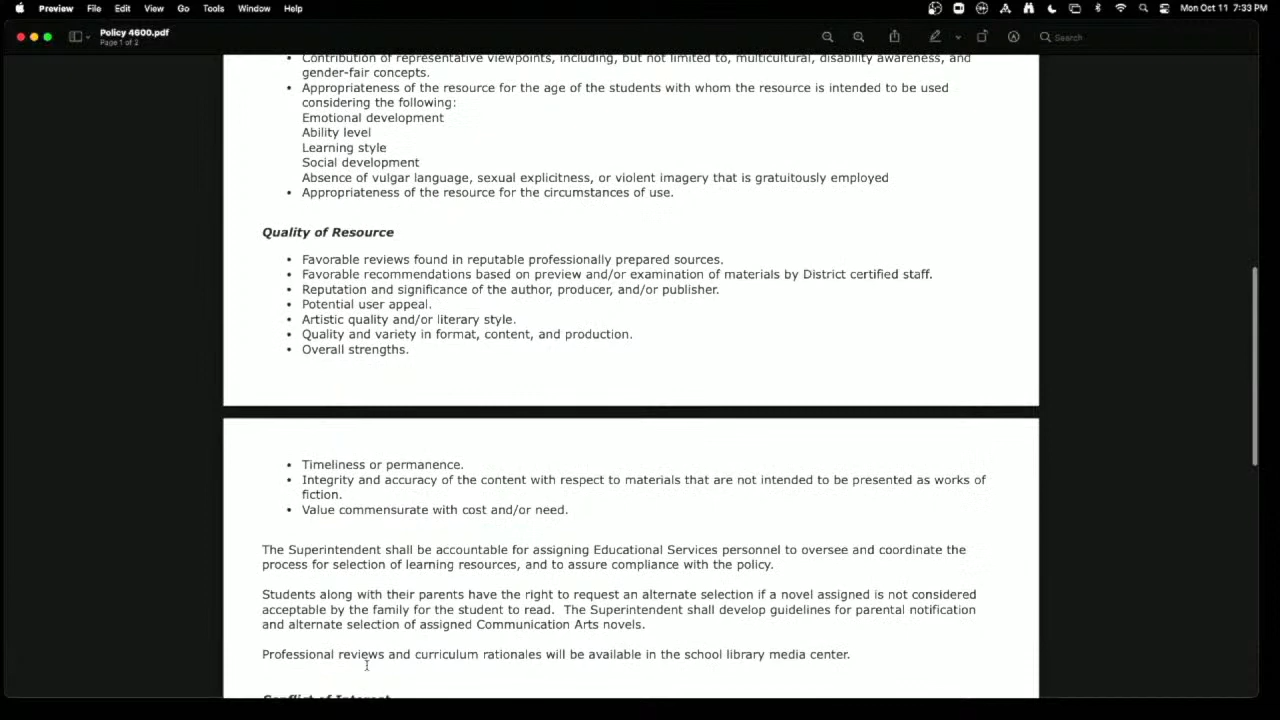 Preview File Edit View Go Tools Window Help Mon Oct 11 7:33 PM
Policy 4600.pdf
Page 1 of 2
Search
• Contribution of representative viewpoints, including, but not limited to, multicultural, disability awareness, and
gender-fair concepts.
• Appropriateness of the resource for the age of the students with whom the resource is intended to be used
considering the following:
Emotional development
Ability level
Learning style
Social development
Absence of vulgar language, sexual explicitness, or violent imagery that is gratuitously employed
• Appropriateness of the resource for the circumstances of use.
Quality of Resource
• Favorable reviews found in reputable professionally prepared sources.
• Favorable recommendations based on preview and/or examination of materials by District certified staff.
• Reputation and significance of the author, producer, and/or publisher.
• Potential user appeal.
• Artistic quality and/or literary style.
• Quality and variety in format, content, and production.
• Overall strengths.
• Timeliness or permanence.
• Integrity and accuracy of the content with respect to materials that are not intended to be presented as works of
fiction.
• Value commensurate with cost and/or need.
The Superintendent shall be accountable for assigning Educational Services personnel to oversee and coordinate the
process for selection of learning resources, and to assure compliance with the policy.
Students along with their parents have the right to request an alternate selection if a novel assigned is not considered
acceptable by the family for the student to read. The Superintendent shall develop guidelines for parental notification
and alternate selection of assigned Communication Arts novels.
Professional reviews and curriculum rationales will be available in the school library media center.
Conflict of Interest